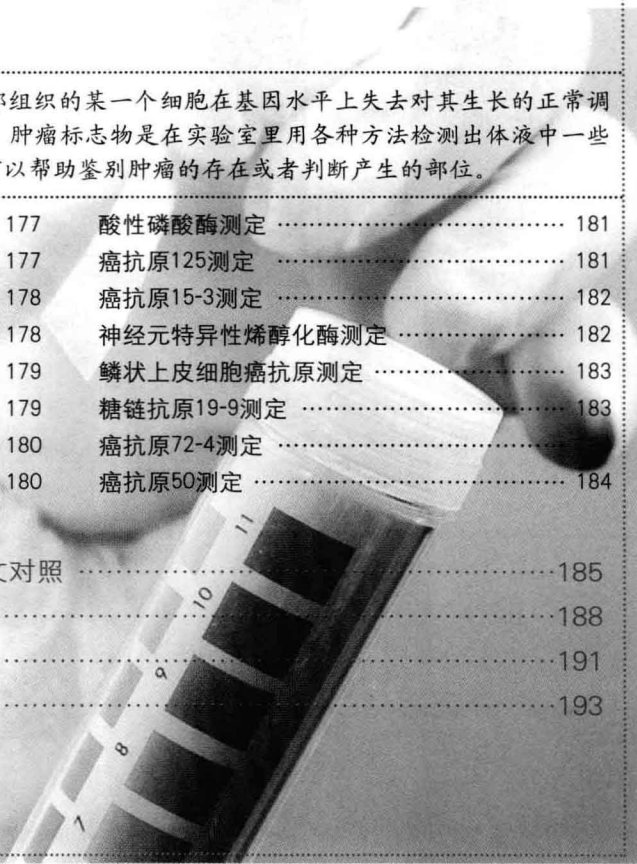 部组织的某一个细胞在基因水平上失去对其生长的正常调
肿瘤标志物是在实验室里用各种方法检测出体液中一些
以帮助鉴别肿瘤的存在或者判断产生的部位。
177 酸性磷酸酶测定 181
177 癌抗原125测定 181
178 癌抗原15-3测定 182
178 神经元特异性烯醇化酶测定 182
179 鳞状上皮细胞癌抗原测定 183
179 糖链抗原19-9测定 183
180 癌抗原72-4测定
180 癌抗原50测定 184
对照 185
188
191
193
11
10
9
8
7